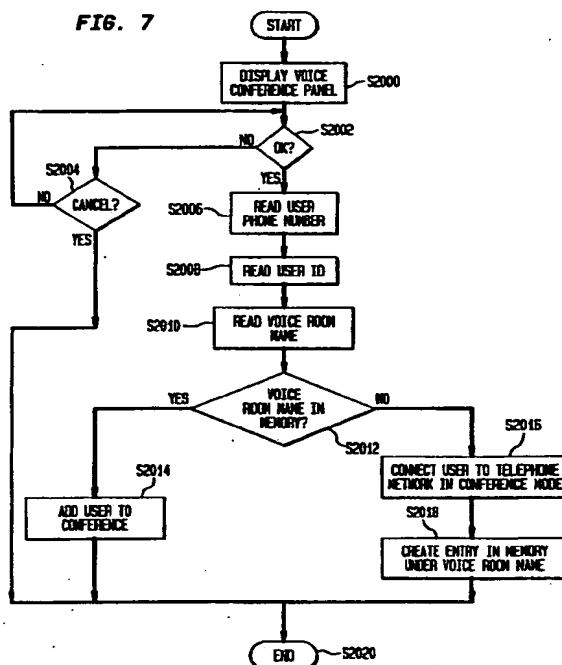 FIG. 7
START
DISPLAY VOICE
CONFERENCE PANEL
S2000
S2002
OK?
NO
YES
S2004
CANCEL?
NO
YES
S2006
READ USER
PHONE NUMBER
S2008
READ USER ID
S2010
READ VOICE ROOM
NAME
YES
VOICE
ROOM NAME IN
MEMORY?
NO
S2012
S2016
CONNECT USER TO TELEPHONE
NETWORK IN CONFERENCE MODE
S2014
ADD USER TO
CONFERENCE
S2018
CREATE ENTRY IN MEMORY
UNDER VOICE ROOM NAME
END
S2020